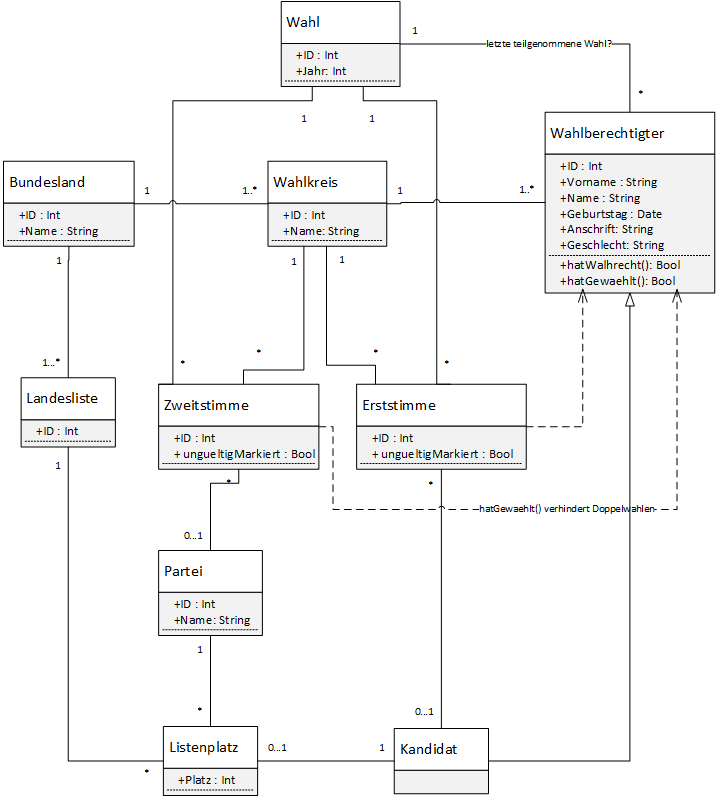 Wahl
+ID : Int
+Jahr: Int
1
letzte teilgenommene Wahl?
*
1
1
Wahlberechtigter
+ID : Int
+Vorname : String
+Name : String
+Geburtstag : Date
+Anschrift: String
+Geschlecht: String
+hatWalhrecht(): Bool
+hatGewaehlt(): Bool
Bundesland
+ID : Int
+Name : String
1
1..*
Wahlkreis
+ID : Int
+Name: String
1
1..*
1
1
1
1...*
*
*
*
*
Landesliste
+ID : Int
1
Zweitstimme
+ID : Int
+ ungueltigMarkiert : Bool
Erststimme
+ID : Int
+ ungueltigMarkiert : Bool
*
*
hatGewaehlt() verhindert Doppelwahlen
0...1
Partei
+ID : Int
+Name: String
1
*
0...1
Listenplatz
+Platz : Int
*
0...1
1
Kandidat